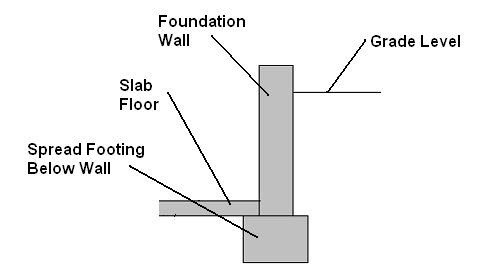 Foundation
Wall
Grade Level
Slab
Floor
Spread Footing
Below Wall